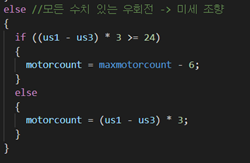 else //모든 수치 있는 우회전 -> 미세 조향
{
if ((us1 - us3) * 3 >= 24)
{
motorcount = maxmotorcount - 6;
}
else
{
motorcount = (us1 - us3) * 3;
}
}